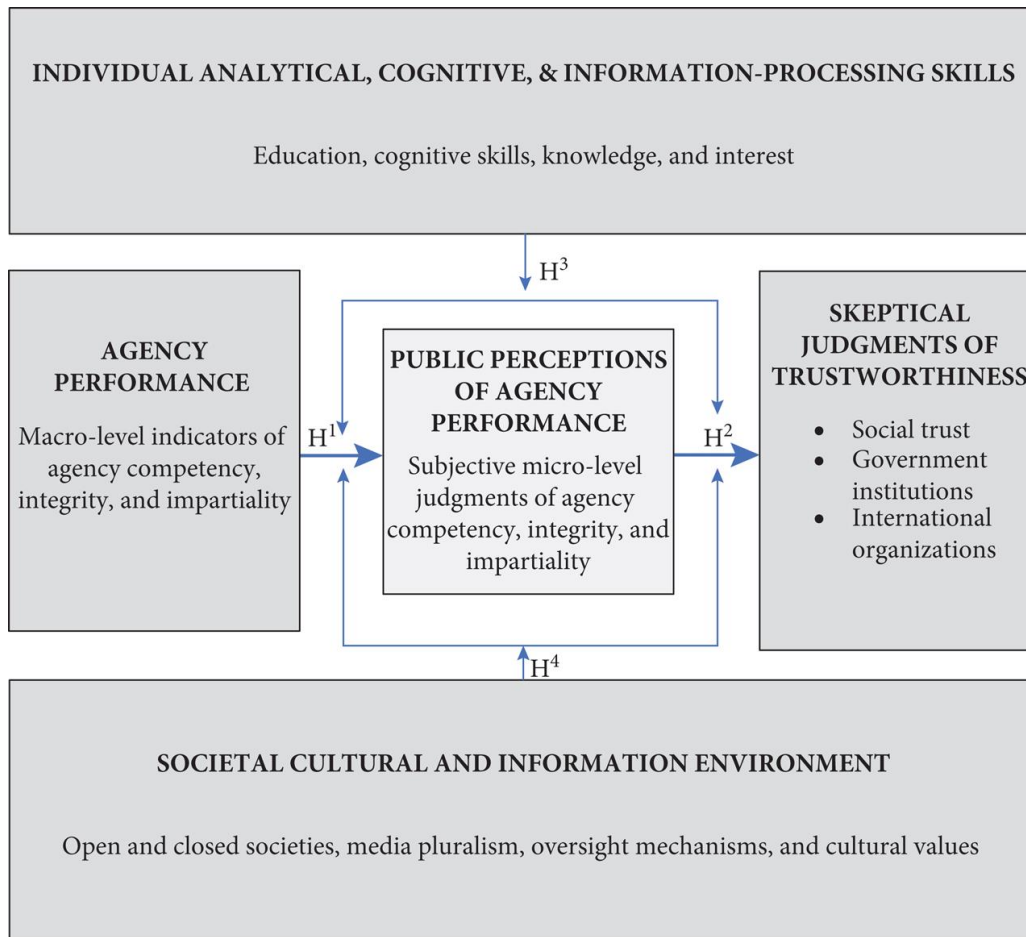 INDIVIDUAL ANALYTICAL, COGNITIVE, & INFORMATION-PROCESSING SKILLS
Education, cognitive skills, knowledge, and interest
H³
AGENCY
PERFORMANCE
Macro-level indicators of
agency competency,
integrity, and impartiality
H¹
PUBLIC PERCEPTIONS
OF AGENCY
PERFORMANCE
Subjective micro-level
judgments of agency
competency, integrity, and
impartiality
H²
SKEPTICAL
JUDGMENTS OF
TRUSTWORTHINESS
• Social trust
• Government
institutions
• International
organizations
H⁴
SOCIETAL CULTURAL AND INFORMATION ENVIRONMENT
Open and closed societies, media pluralism, oversight mechanisms, and cultural values